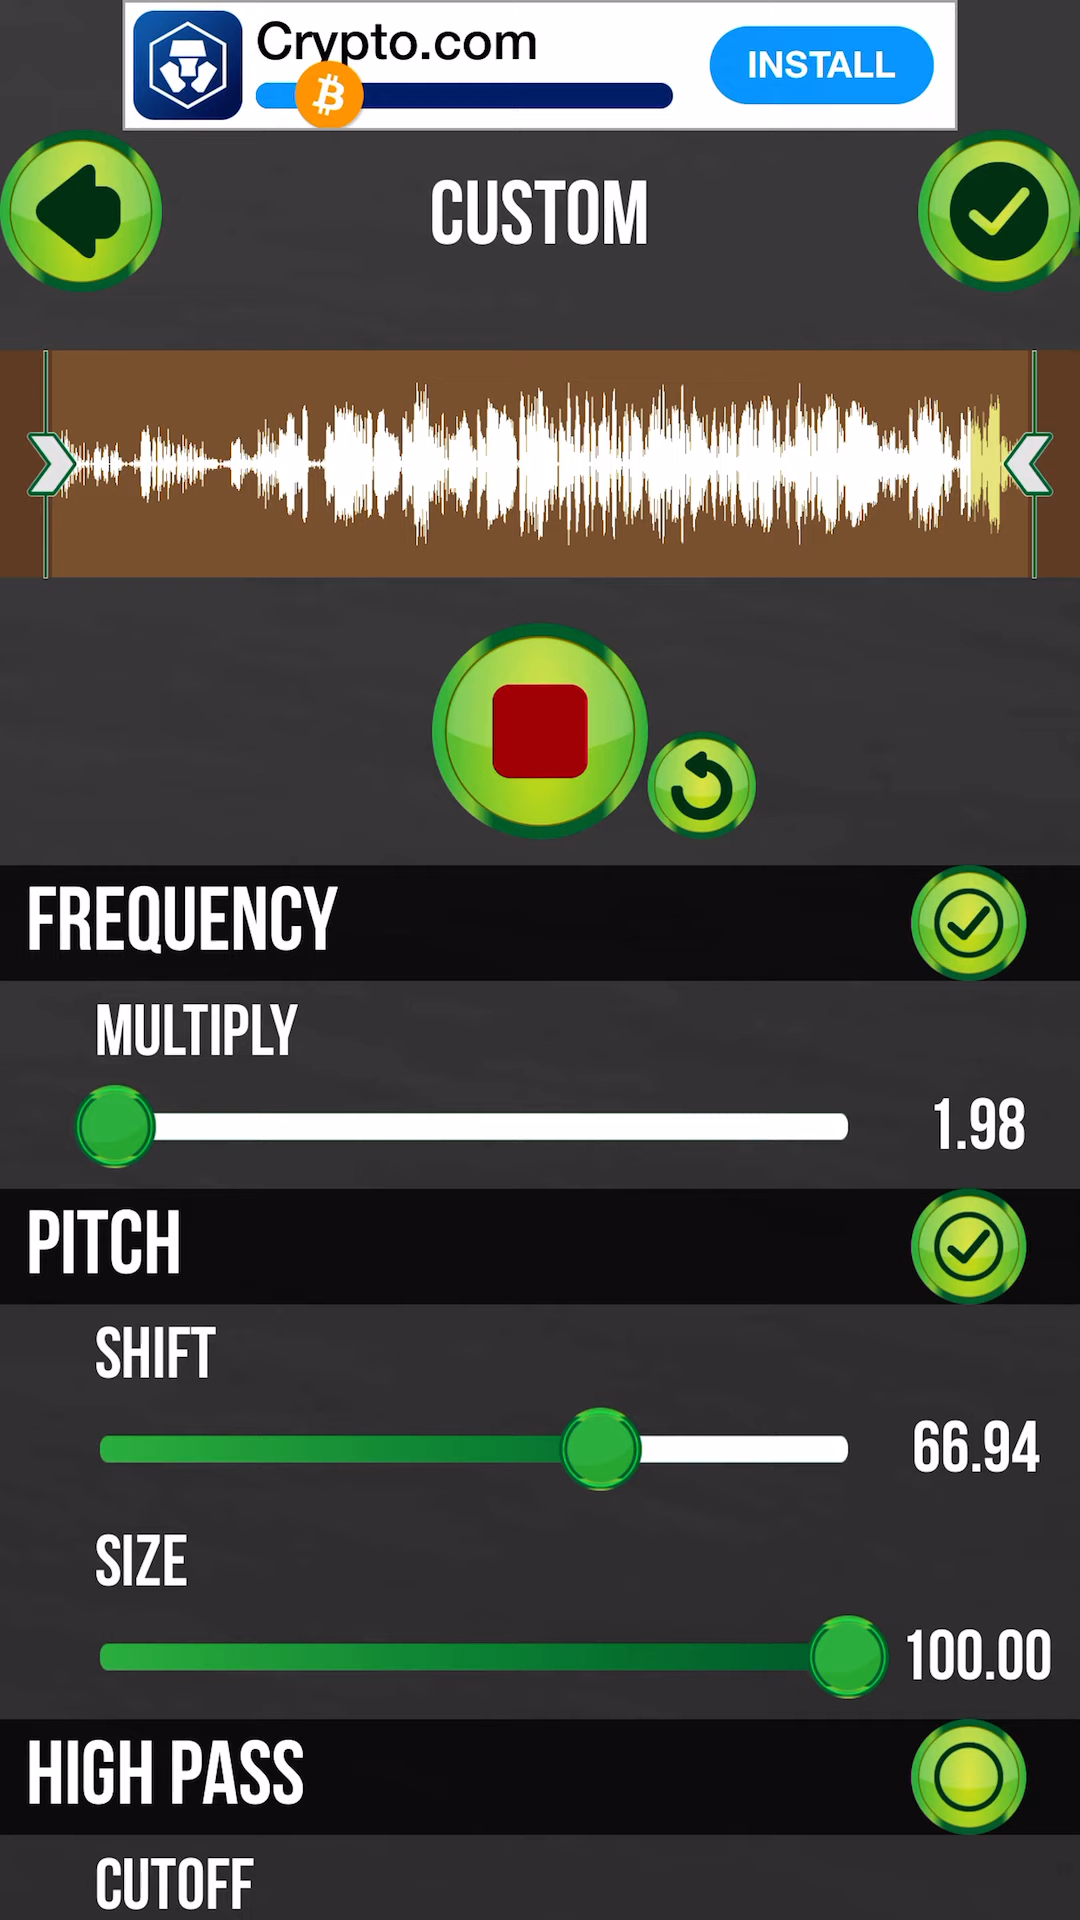 Crypto.com
INSTALL
CUSTOM
FREQUENCY
MULTIPLY
1.98
PITCH
SHIFT
66.94
SIZE
100.00
HIGH PASS
CUTOFF